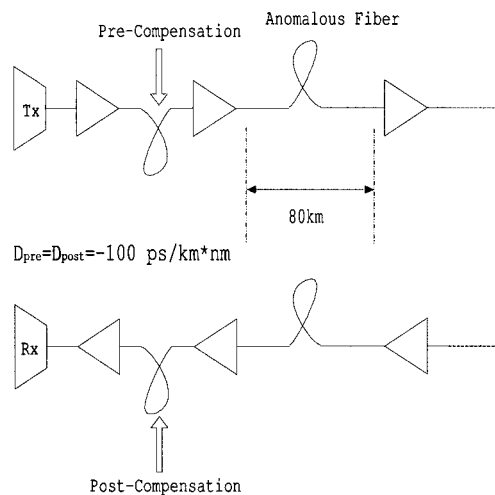 Anomalous Fiber
Pre-Compensation
Tx
80km
Dpre=Dpost=-100 ps/km*nm
Rx
Post-Compensation